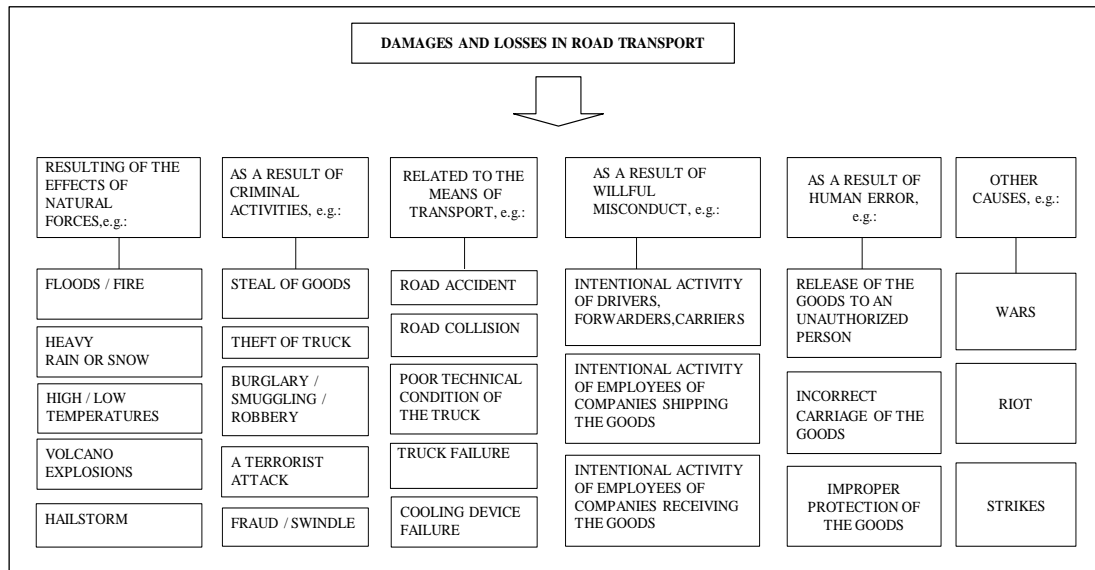 DAMAGES AND LOSSES IN ROAD TRANSPORT
RESULTING OF THE
EFFECTS OF
NATURAL
FORCES,e.g.:
FLOODS / FIRE
HEAVY
RAIN OR SNOW
HIGH / LOW
TEMPERATURES
VOLCANO
EXPLOSIONS
HAILSTORM
AS A RESULT OF
CRIMINAL
ACTIVITIES, e.g.:
STEAL OF GOODS
THEFT OF TRUCK
BURGLARY /
SMUGGLING /
ROBBERY
A TERRORIST
ATTACK
FRAUD / SWINDLE
RELATED TO THE
MEANS OF
TRANSPORT, e.g.:
ROAD ACCIDENT
ROAD COLLISION
POOR TECHNICAL
CONDITION OF
THE TRUCK
TRUCK FAILURE
COOLING DEVICE
FAILURE
AS A RESULT OF
WILLFUL
MISCONDUCT, e.g.:
INTENTIONAL ACTIVITY
OF DRIVERS,
FORWARDERS,CARRIERS
INTENTIONAL ACTIVITY
OF EMPLOYEES OF
COMPANIES SHIPPING
THE GOODS
INTENTIONAL ACTIVITY
OF EMPLOYEES OF
COMPANIES RECEIVING
THE GOODS
AS A RESULT OF
HUMAN ERROR,
e.g.:
RELEASE OF THE
GOODS TO AN
UNAUTHORIZED
PERSON
INCORRECT
CARRIAGE OF THE
GOODS
IMPROPER
PROTECTION OF
THE GOODS
OTHER
CAUSES, e.g.:
WARS
RIOT
STRIKES